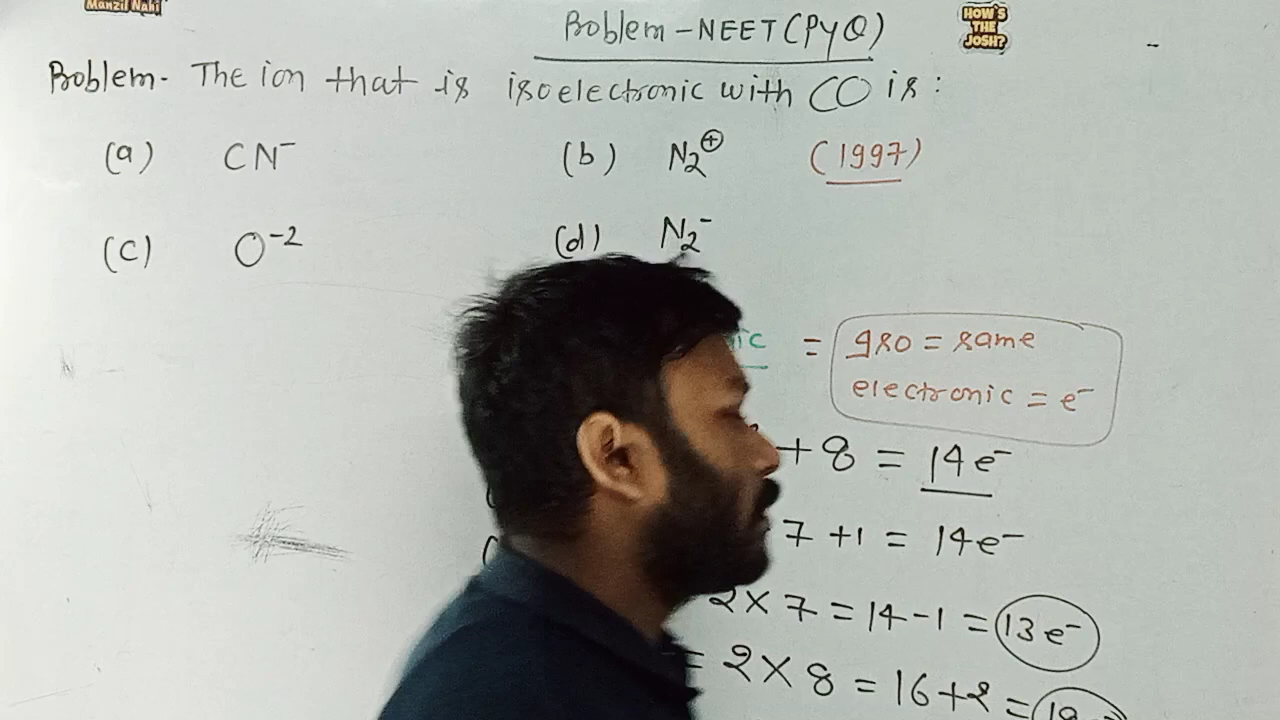 Manzil Nahi
Problem - NEET (PYQ)
HOW'S
THE
JOSH?
Problem - The ion that is isoelectronic with CO is :
(a) CN⁻ (b) N₂⊕ (1997)
(c) O⁻² (d) N₂⁻
ic = Iso = same
electronic = e⁻
+ 8 = 14e⁻
7 + 1 = 14e⁻
2 × 7 = 14 - 1 = 13e⁻
= 2 × 8 = 16 + 2 =